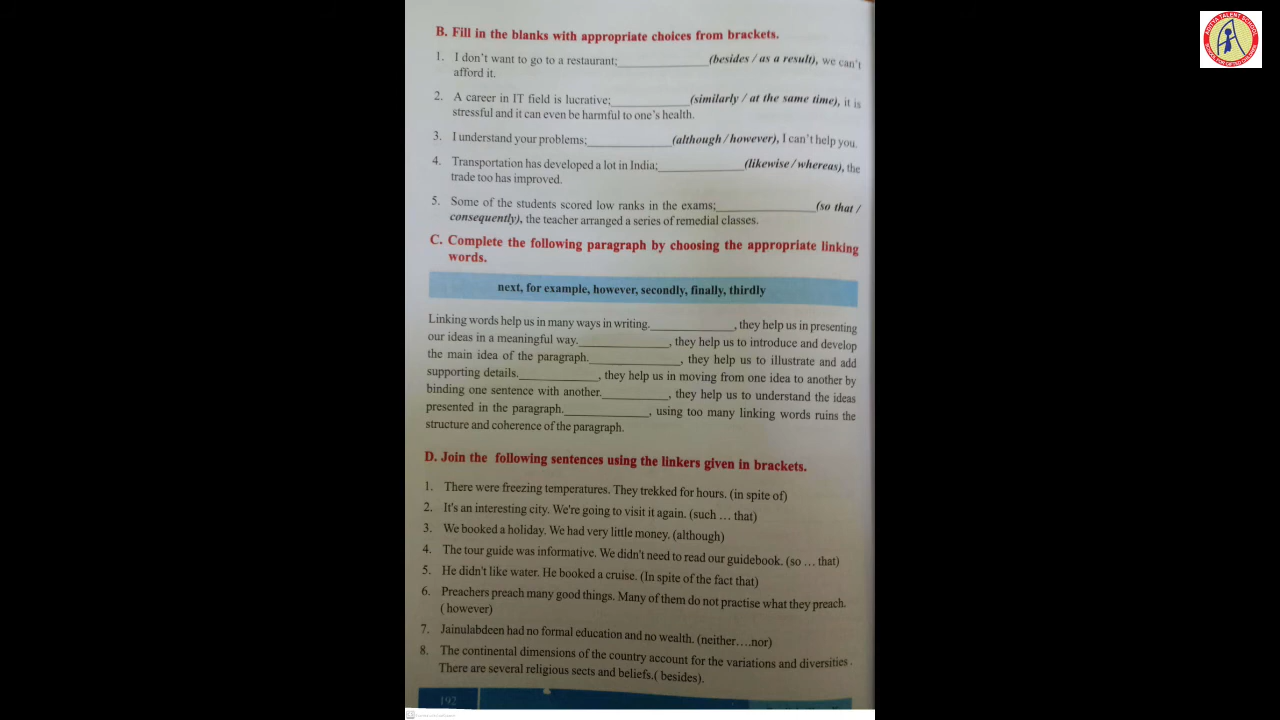 B. Fill in the blanks with appropriate choices from brackets.
1. I don't want to go to a restaurant;______________(besides / as a result), we can't
afford it.
2. A career in IT field is lucrative;____________(similarly / at the same time), it is
stressful and it can even be harmful to one's health.
3. I understand your problems;_____________(although / however), I can't help you.
4. Transportation has developed a lot in India;_____________(likewise / whereas), the
trade too has improved.
5. Some of the students scored low ranks in the exams;_______________(so that /
consequently), the teacher arranged a series of remedial classes.
C. Complete the following paragraph by choosing the appropriate linking
words.
next, for example, however, secondly, finally, thirdly
Linking words help us in many ways in writing._____________, they help us in presenting
our ideas in a meaningful way.______________, they help us to introduce and develop
the main idea of the paragraph.______________, they help us to illustrate and add
supporting details.____________, they help us in moving from one idea to another by
binding one sentence with another.__________, they help us to understand the ideas
presented in the paragraph._____________, using too many linking words ruins the
structure and coherence of the paragraph.
D. Join the following sentences using the linkers given in brackets.
1. There were freezing temperatures. They trekked for hours. (in spite of)
2. It's an interesting city. We're going to visit it again. (such ... that)
3. We booked a holiday. We had very little money. (although)
4. The tour guide was informative. We didn't need to read our guidebook. (so ... that)
5. He didn't like water. He booked a cruise. (In spite of the fact that)
6. Preachers preach many good things. Many of them do not practise what they preach.
( however)
7. Jainulabdeen had no formal education and no wealth. (neither....nor)
8. The continental dimensions of the country account for the variations and diversities .
There are several religious sects and beliefs.( besides).
192